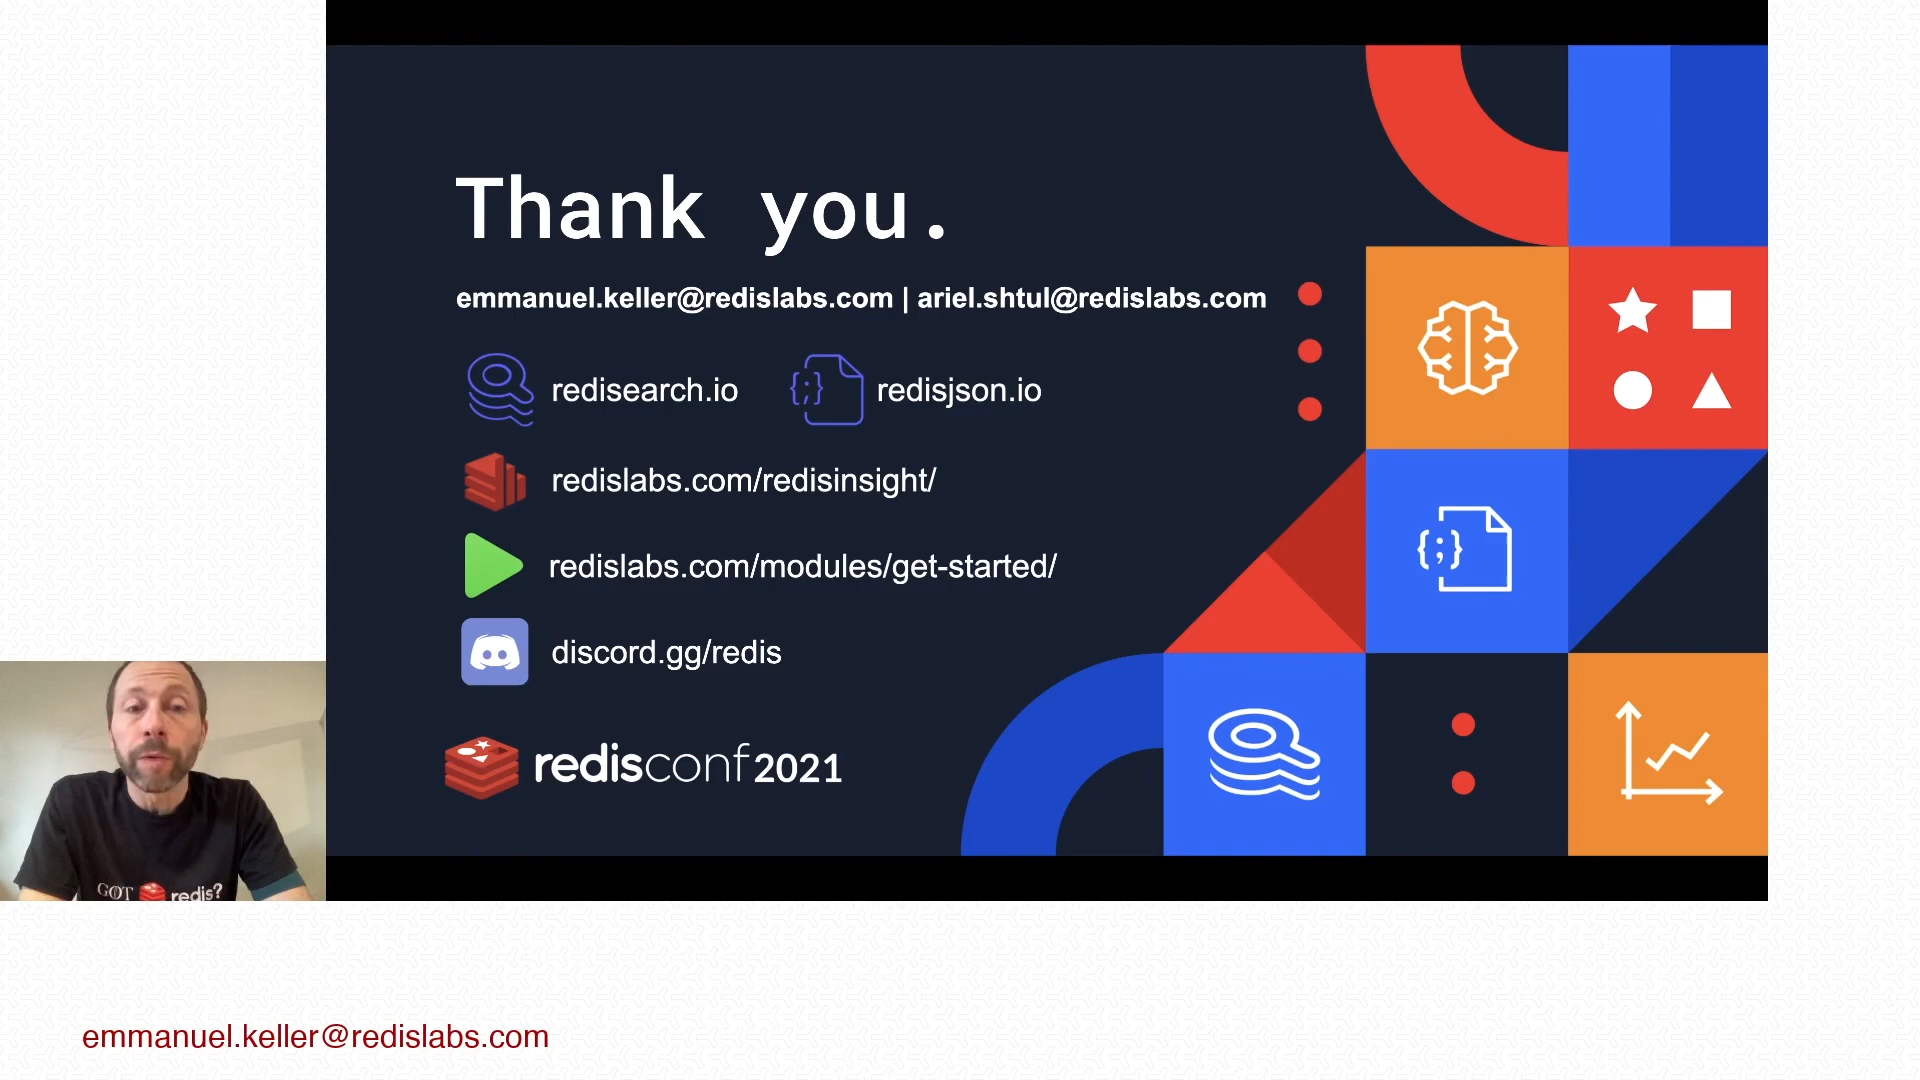 Thank you.
emmanuel.keller@redislabs.com | ariel.shtul@redislabs.com
redisearch.io
redisjson.io
redislabs.com/redisinsight/
redislabs.com/modules/get-started/
discord.gg/redis
redisconf 2021
GOT redis?
emmanuel.keller@redislabs.com